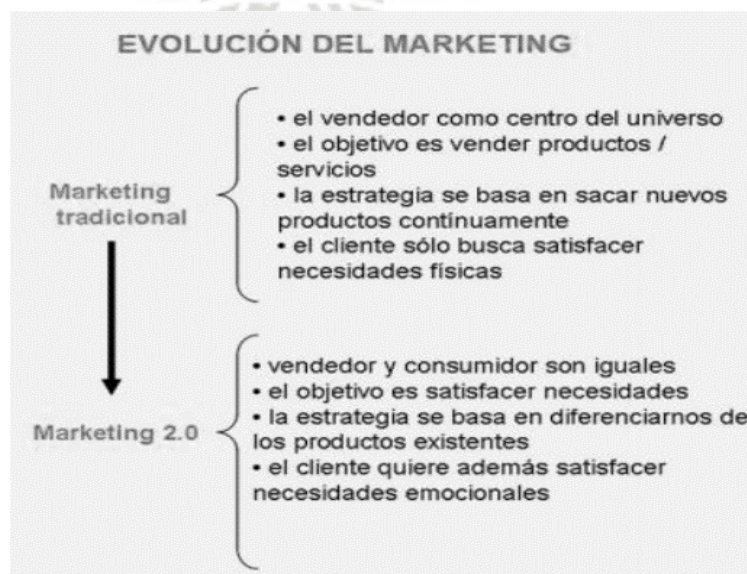 EVOLUCIÓN DEL MARKETING
Marketing
tradicional
• el vendedor como centro del universo
• el objetivo es vender productos /
servicios
• la estrategia se basa en sacar nuevos
productos contínuamente
• el cliente sólo busca satisfacer
necesidades físicas
Marketing 2.0
• vendedor y consumidor son iguales
• el objetivo es satisfacer necesidades
• la estrategia se basa en diferenciarnos de
los productos existentes
• el cliente quiere además satisfacer
necesidades emocionales